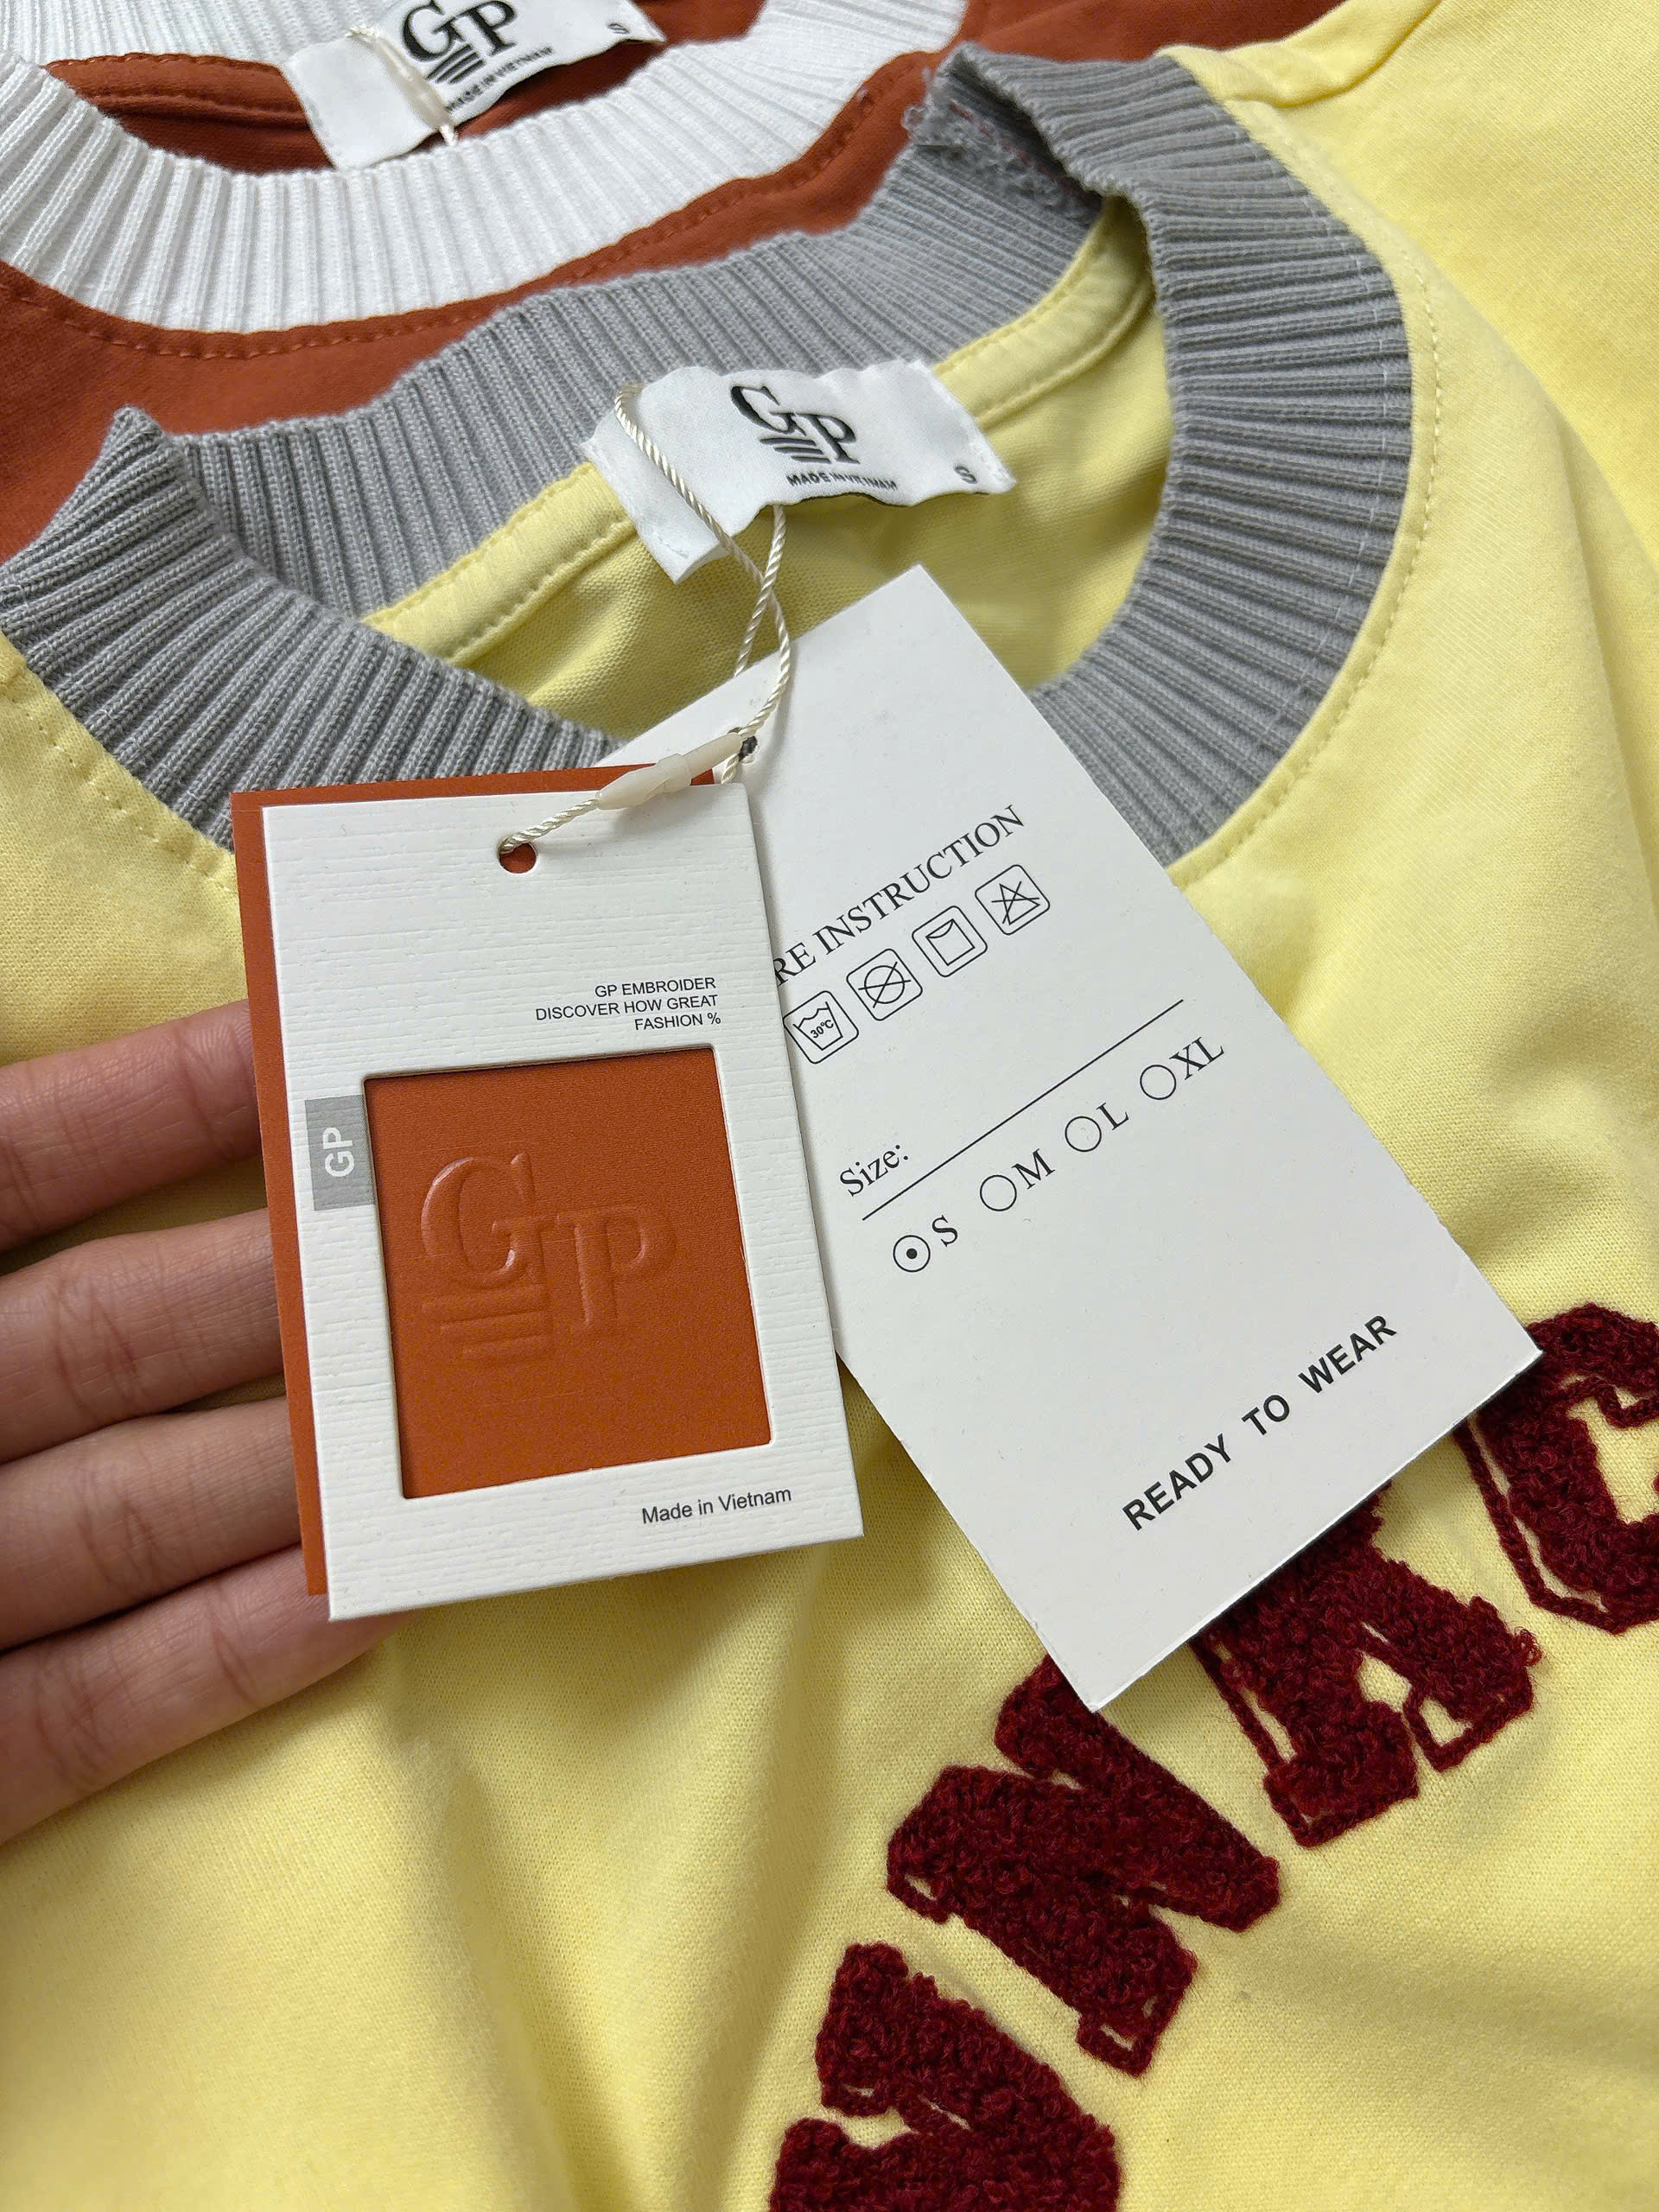 GP
MADE IN VIETNAM
S
GP
MADE IN VIETNAM
S
GP EMBROIDER
DISCOVER HOW GREAT
FASHION %
GP
GP
Made in Vietnam
RE INSTRUCTION
30°C
Size:
S M L XL
READY TO WEAR